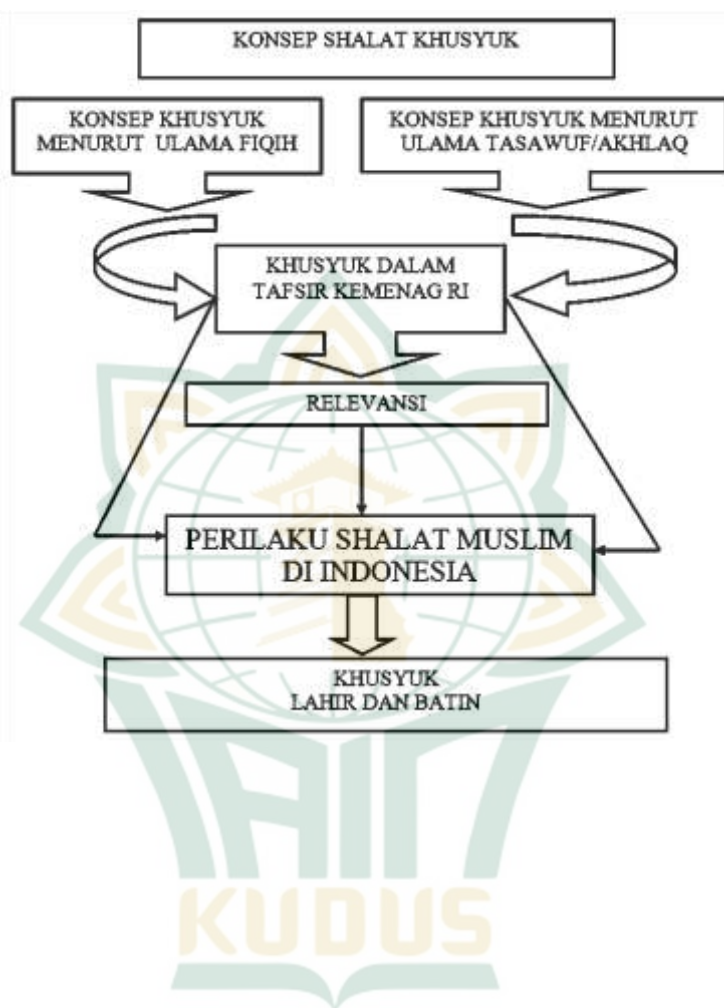 KONSEP SHALAT KHUSYUK
KONSEP KHUSYUK
MENURUT ULAMA FIQIH
KONSEP KHUSYUK MENURUT
ULAMA TASAWUF/AKHLAQ
KHUSYUK DALAM
TAFSIR KEMENAG RI
RELEVANSI
PERILAKU SHALAT MUSLIM
DI INDONESIA
KHUSYUK
LAHIR DAN BATIN
IAIN
KUDUS